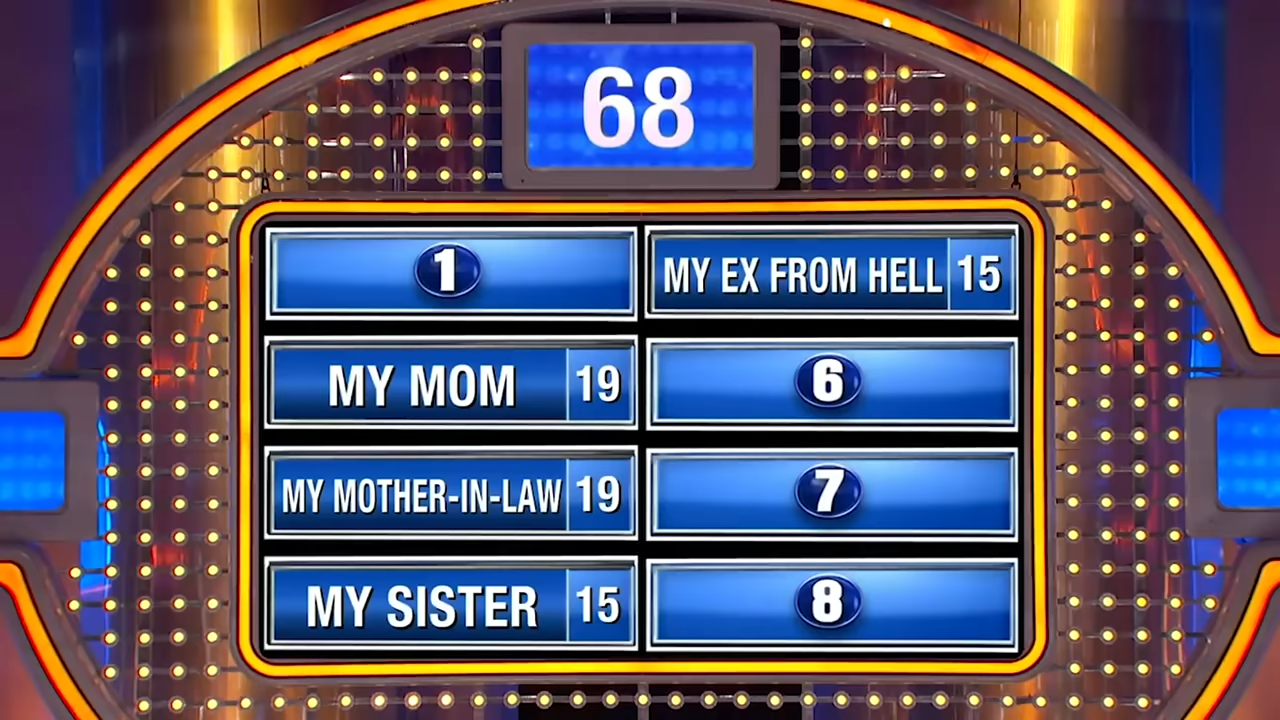 68
1
MY EX FROM HELL 15
MY MOM 19
6
MY MOTHER-IN-LAW 19
7
MY SISTER 15
8